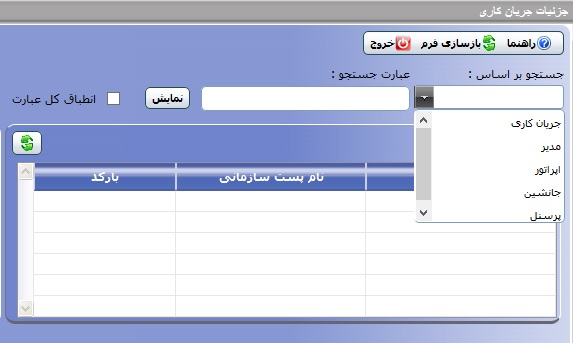 جزئیات جریان کاری
راهنما بازسازی فرم خروج
جستجو بر اساس : عبارت جستجو :
نمایش انطباق کل عبارت
جریان کاری
مدیر
اپراتور
جانشین
پرسنل
نام پست سازمانی بارکد